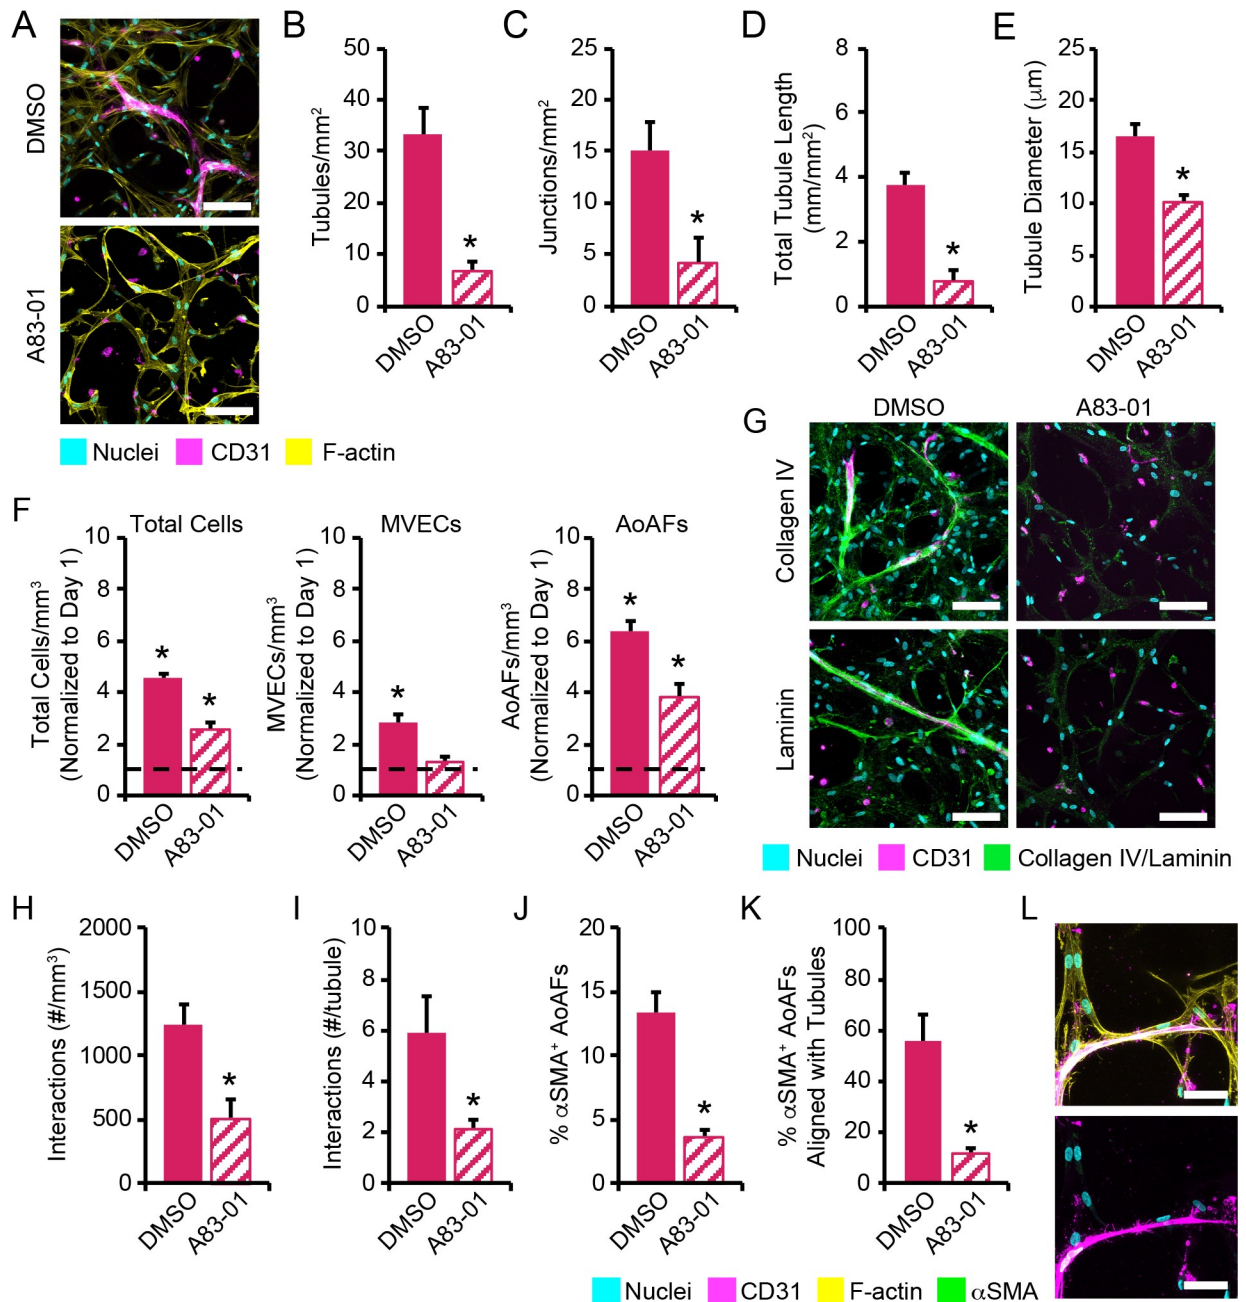 A
DMSO
A83-01
Nuclei CD31 F-actin
B
Tubules/mm²
50
40
30
20
10
0
DMSO
*
A83-01
C
Junctions/mm²
25
20
15
10
5
0
DMSO
*
A83-01
D
Total Tubule Length
(mm/mm²)
8
6
4
2
0
DMSO
*
A83-01
E
Tubule Diameter (μm)
25
20
15
10
5
0
DMSO
*
A83-01
F
Total Cells
Total Cells/mm³
(Normalized to Day 1)
10
8
6
4
2
0
*
*
DMSO
A83-01
MVECs
MVECs/mm³
(Normalized to Day 1)
10
8
6
4
2
0
*
DMSO
A83-01
AoAFs
AoAFs/mm³
(Normalized to Day 1)
10
8
6
4
2
0
*
*
DMSO
A83-01
G
DMSO
A83-01
Collagen IV
Laminin
Nuclei CD31 Collagen IV/Laminin
H
Interactions (#/mm³)
2000
1500
1000
500
0
*
DMSO
A83-01
I
Interactions (#/tubule)
10
8
6
4
2
0
*
DMSO
A83-01
J
% αSMA⁺ AoAFs
20
15
10
5
0
*
DMSO
A83-01
K
% αSMA⁺ AoAFs
Aligned with Tubules
100
80
60
40
20
0
*
DMSO
A83-01
L
Nuclei CD31 F-actin αSMA